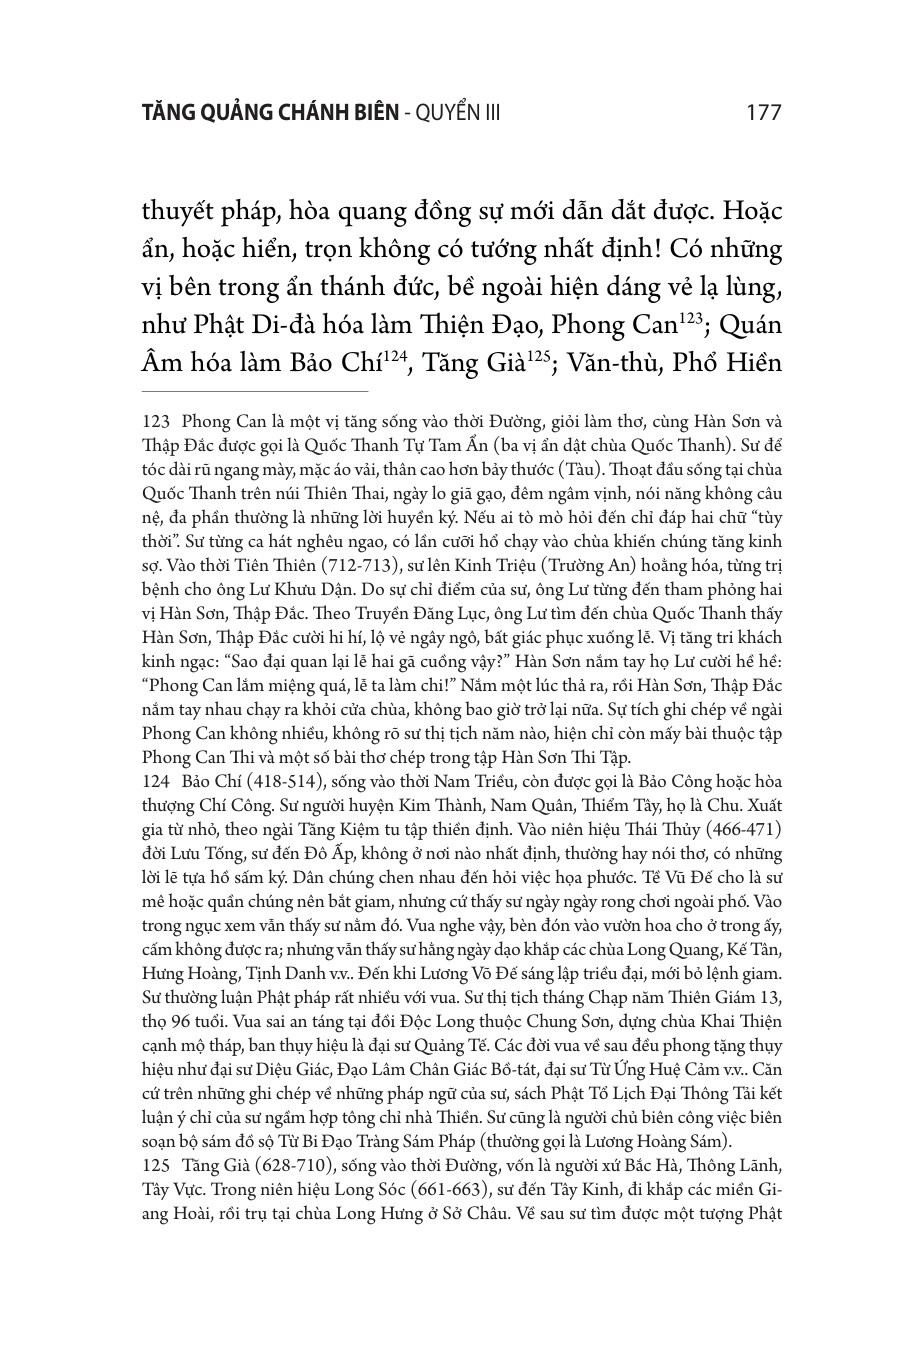 TĂNG QUẢNG CHÁNH BIÊN - QUYỂN III 177
thuyết pháp, hòa quang đồng sự mới dẫn dắt được. Hoặc
ẩn, hoặc hiển, trọn không có tướng nhất định! Có những
vị bên trong ẩn thánh đức, bề ngoài hiện dáng vẻ lạ lùng,
như Phật Di-đà hóa làm Thiện Đạo, Phong Can123; Quán
Âm hóa làm Bảo Chí124, Tăng Già125; Văn-thù, Phổ Hiền
123 Phong Can là một vị tăng sống vào thời Đường, giỏi làm thơ, cùng Hàn Sơn và
Thập Đắc được gọi là Quốc Thanh Tự Tam Ẩn (ba vị ẩn dật chùa Quốc Thanh). Sư để
tóc dài rũ ngang mày, mặc áo vải, thân cao hơn bảy thước (Tàu). Thoạt đầu sống tại chùa
Quốc Thanh trên núi Thiên Thai, ngày lo giã gạo, đêm ngâm vịnh, nói năng không câu
nệ, đa phần thường là những lời huyền ký. Nếu ai tò mò hỏi đến chỉ đáp hai chữ “tùy
thời”. Sư từng ca hát nghêu ngao, có lần cưỡi hổ chạy vào chùa khiến chúng tăng kinh
sợ. Vào thời Tiên Thiên (712-713), sư lên Kinh Triệu (Trường An) hoằng hóa, từng trị
bệnh cho ông Lư Khưu Dận. Do sự chỉ điểm của sư, ông Lư từng đến tham phỏng hai
vị Hàn Sơn, Thập Đắc. Theo Truyền Đăng Lục, ông Lư tìm đến chùa Quốc Thanh thấy
Hàn Sơn, Thập Đắc cười hi hí, lộ vẻ ngây ngô, bất giác phục xuống lễ. Vị tăng tri khách
kinh ngạc: “Sao đại quan lại lễ hai gã cuồng vậy?” Hàn Sơn nắm tay họ Lư cười hề hề:
“Phong Can lắm miệng quá, lễ ta làm chi!” Nắm một lúc thả ra, rồi Hàn Sơn, Thập Đắc
nắm tay nhau chạy ra khỏi cửa chùa, không bao giờ trở lại nữa. Sự tích ghi chép về ngài
Phong Can không nhiều, không rõ sư thị tịch năm nào, hiện chỉ còn mấy bài thuộc tập
Phong Can Thi và một số bài thơ chép trong tập Hàn Sơn Thi Tập.
124 Bảo Chí (418-514), sống vào thời Nam Triều, còn được gọi là Bảo Công hoặc hòa
thượng Chí Công. Sư người huyện Kim Thành, Nam Quân, Thiểm Tây, họ là Chu. Xuất
gia từ nhỏ, theo ngài Tăng Kiệm tu tập thiền định. Vào niên hiệu Thái Thủy (466-471)
đời Lưu Tống, sư đến Đô Ấp, không ở nơi nào nhất định, thường hay nói thơ, có những
lời lẽ tựa hồ sấm ký. Dân chúng chen nhau đến hỏi việc họa phước. Tề Vũ Đế cho là sư
mê hoặc quần chúng nên bắt giam, nhưng cứ thấy sư ngày ngày rong chơi ngoài phố. Vào
trong ngục xem vẫn thấy sư nằm đó. Vua nghe vậy, bèn đón vào vườn hoa cho ở trong ấy,
cấm không được ra; nhưng vẫn thấy sư hằng ngày dạo khắp các chùa Long Quang, Kế Tân,
Hưng Hoàng, Tịnh Danh v.v.. Đến khi Lương Võ Đế sáng lập triều đại, mới bỏ lệnh giam.
Sư thường luận Phật pháp rất nhiều với vua. Sư thị tịch tháng Chạp năm Thiên Giám 13,
thọ 96 tuổi. Vua sai an táng tại đồi Độc Long thuộc Chung Sơn, dựng chùa Khai Thiện
cạnh mộ tháp, ban thụy hiệu là đại sư Quảng Tế. Các đời vua về sau đều phong tặng thụy
hiệu như đại sư Diệu Giác, Đạo Lâm Chân Giác Bồ-tát, đại sư Từ Ứng Huệ Cảm v.v.. Căn
cứ trên những ghi chép về những pháp ngữ của sư, sách Phật Tổ Lịch Đại Thông Tải kết
luận ý chỉ của sư ngầm hợp tông chỉ nhà Thiền. Sư cũng là người chủ biên công việc biên
soạn bộ sám đồ sộ Từ Bi Đạo Tràng Sám Pháp (thường gọi là Lương Hoàng Sám).
125 Tăng Già (628-710), sống vào thời Đường, vốn là người xứ Bắc Hà, Thông Lãnh,
Tây Vực. Trong niên hiệu Long Sóc (661-663), sư đến Tây Kinh, đi khắp các miền Gi-
ang Hoài, rồi trụ tại chùa Long Hưng ở Sở Châu. Về sau sư tìm được một tượng Phật